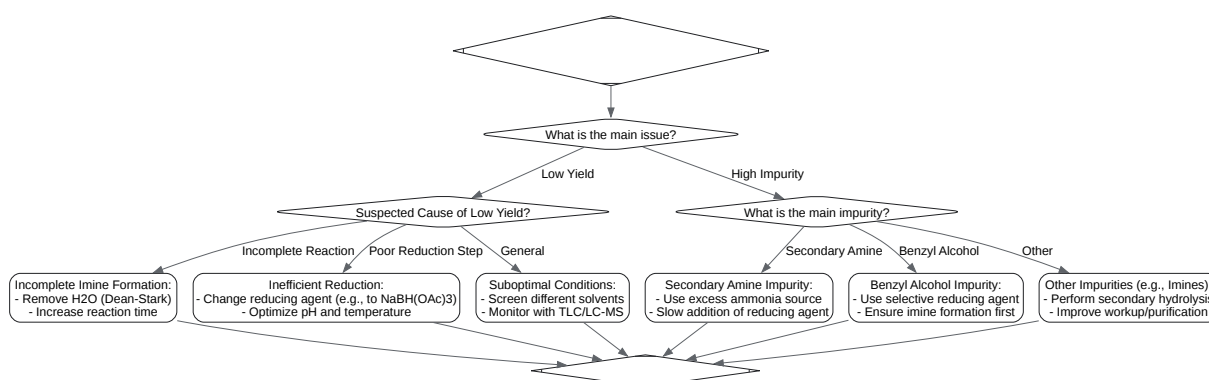 What is the main issue?
Low Yield
High Impurity
Suspected Cause of Low Yield?
What is the main impurity?
Incomplete Reaction
Poor Reduction Step
General
Secondary Amine
Benzyl Alcohol
Other
Incomplete Imine Formation:
- Remove H2O (Dean-Stark)
- Increase reaction time
Inefficient Reduction:
- Change reducing agent (e.g., to NaBH(OAc)3)
- Optimize pH and temperature
Suboptimal Conditions:
- Screen different solvents
- Monitor with TLC/LC-MS
Secondary Amine Impurity:
- Use excess ammonia source
- Slow addition of reducing agent
Benzyl Alcohol Impurity:
- Use selective reducing agent
- Ensure imine formation first
Other Impurities (e.g., Imines):
- Perform secondary hydrolysis
- Improve workup/purification